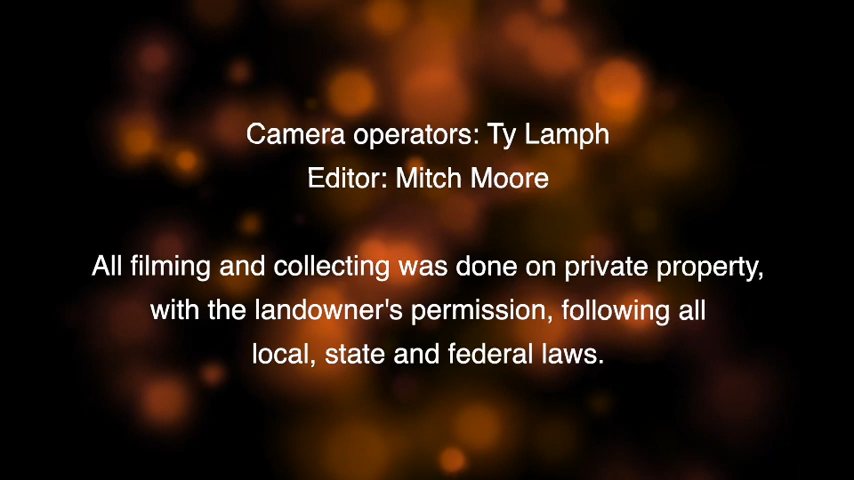 Camera operators: Ty Lamph
Editor: Mitch Moore
All filming and collecting was done on private property,
with the landowner's permission, following all
local, state and federal laws.